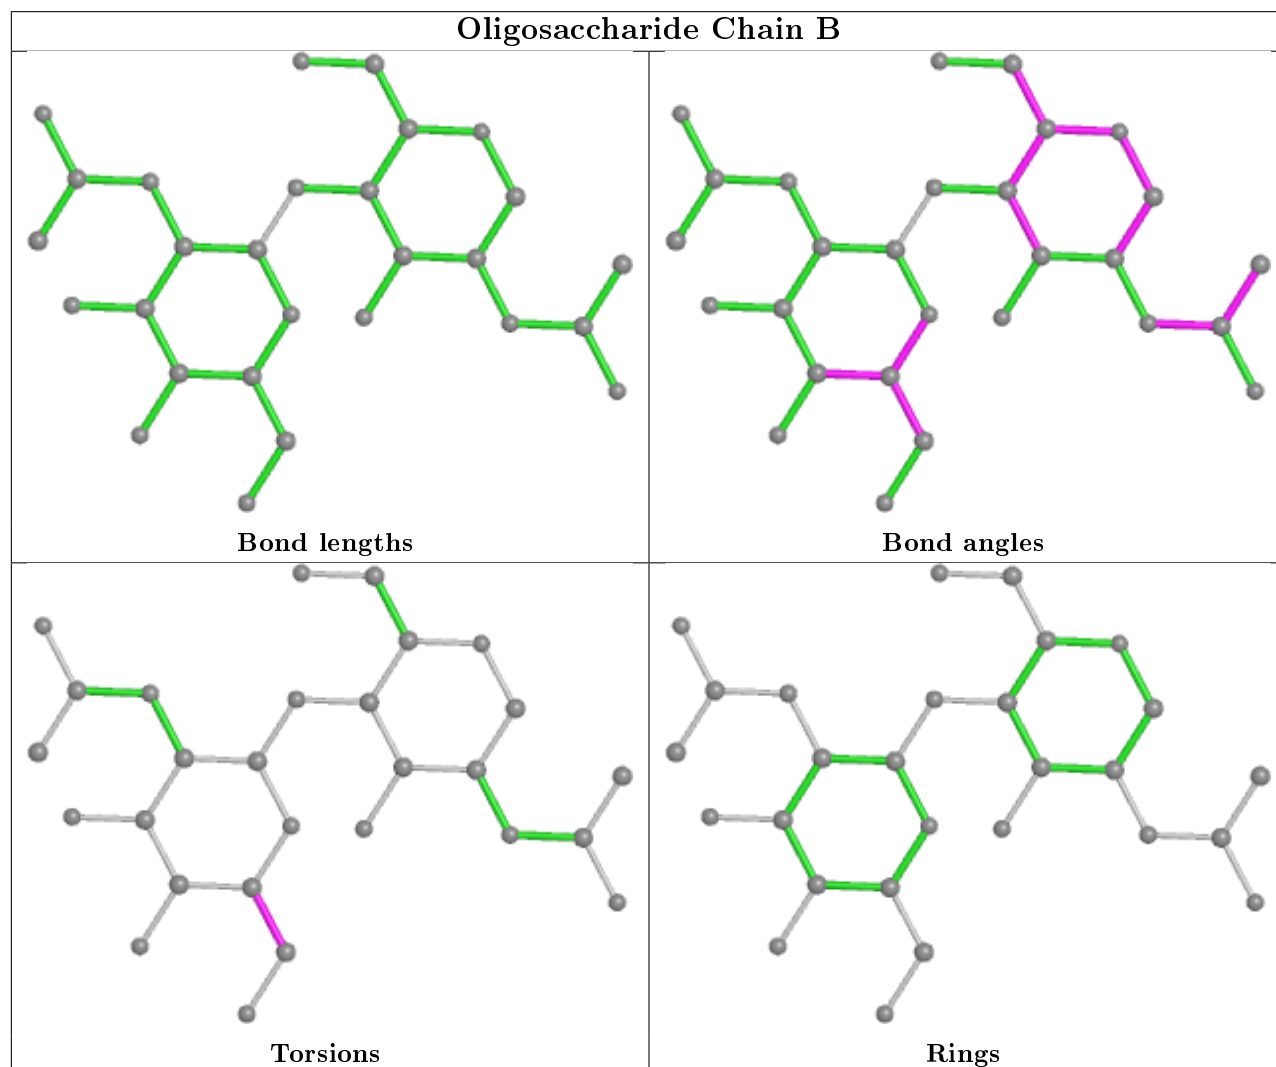 Oligosaccharide Chain B
Bond lengths
Bond angles
Torsions
Rings